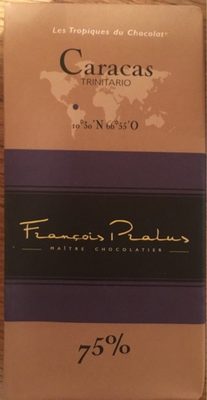 Les Tropiques du Chocolat
Caracas
TRINITARIO
10°30'N 66°55'O
François Pralus
MAÎTRE CHOCOLATIER
75%